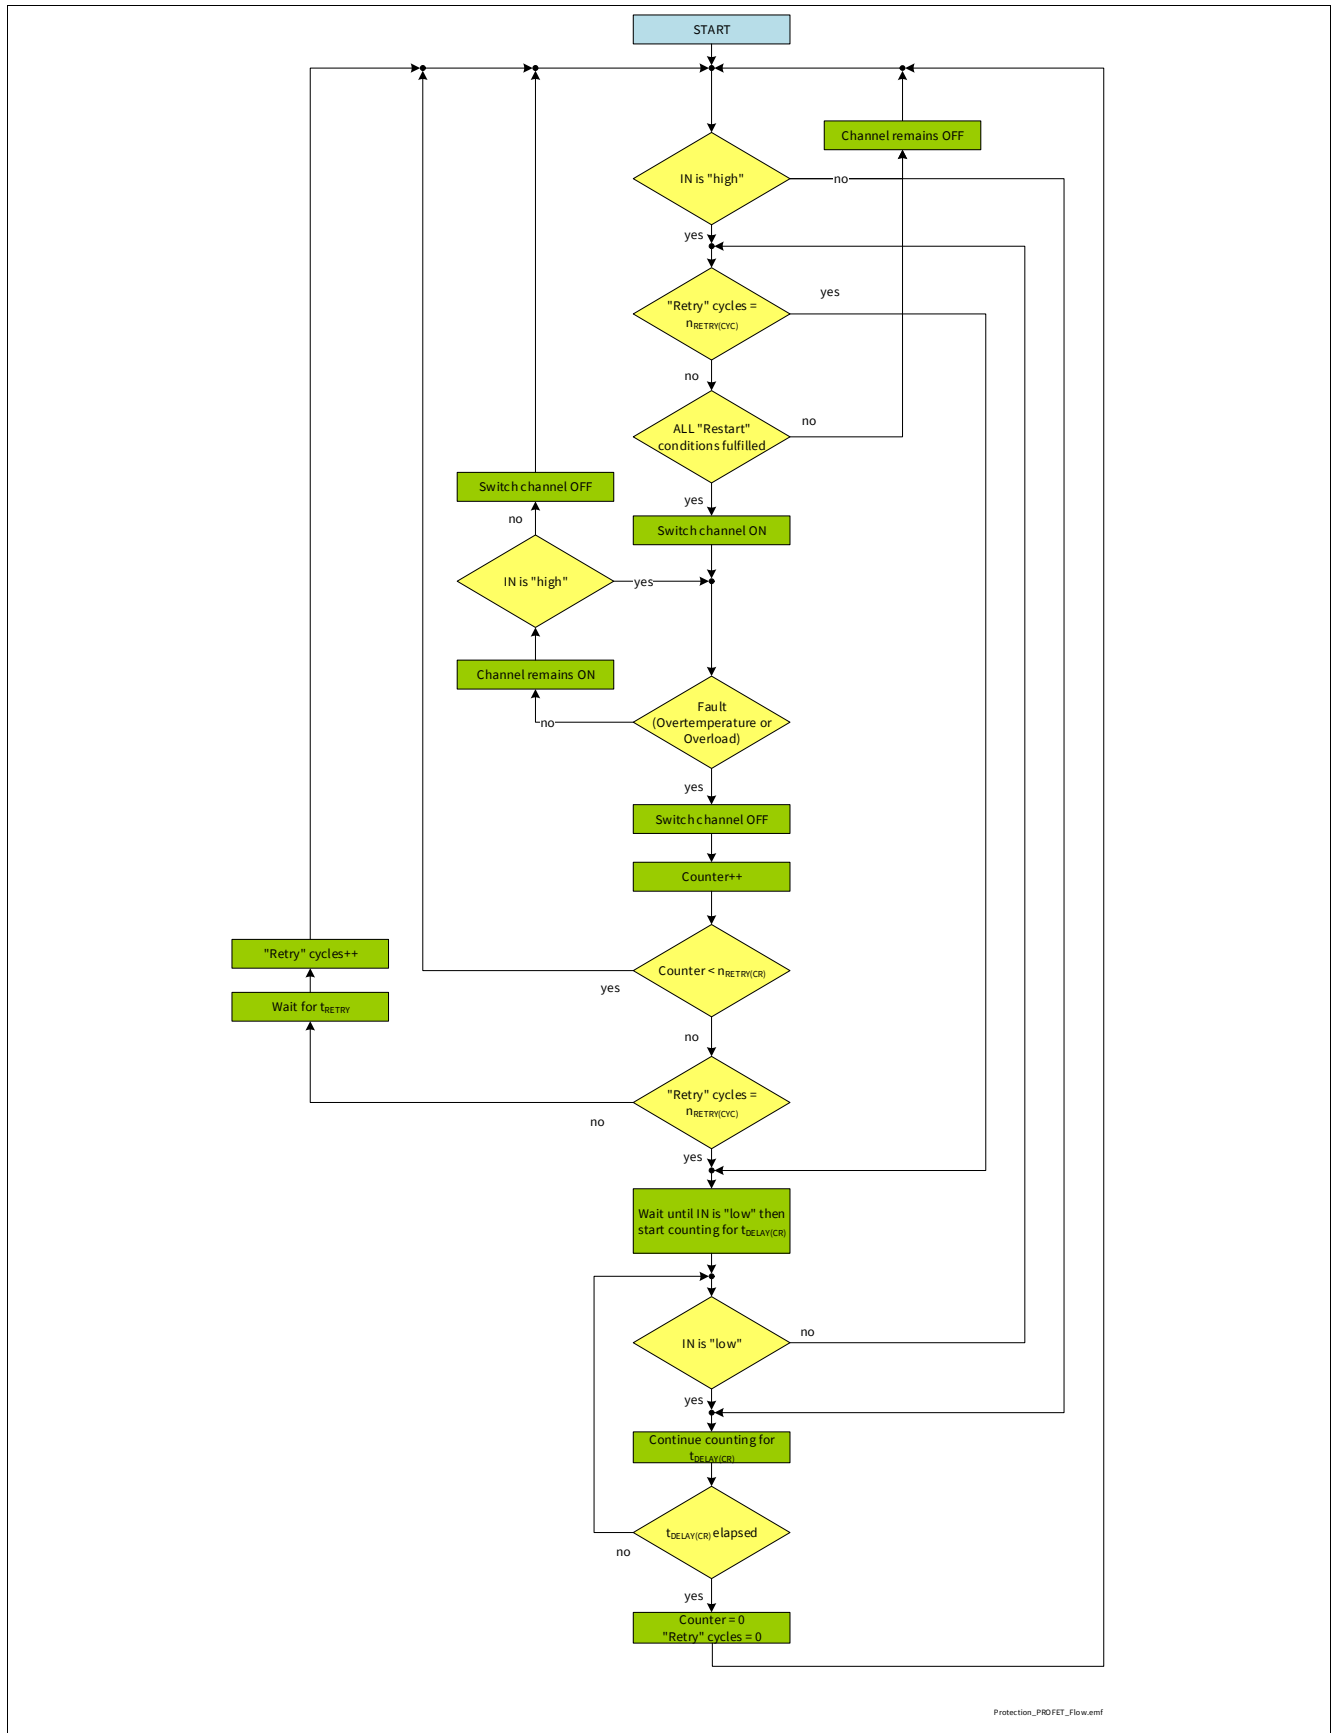 START
Channel remains OFF
IN is "high"
no
yes
"Retry" cycles =
nRETRY(CYC)
yes
no
ALL "Restart"
conditions fulfilled
no
yes
Switch channel OFF
no
Switch channel ON
IN is "high"
yes
Channel remains ON
Fault
(Overtemperature or
Overload)
no
yes
Switch channel OFF
Counter++
"Retry" cycles++
Counter < nRETRY(CR)
yes
Wait for tRETRY
no
"Retry" cycles =
nRETRY(CYC)
no
yes
Wait until IN is "low" then
start counting for tDELAY(CR)
IN is "low"
no
yes
Continue counting for
tDELAY(CR)
tDELAY(CR) elapsed
no
yes
Counter = 0
"Retry" cycles = 0
Protection_PROFET_Flow.emf